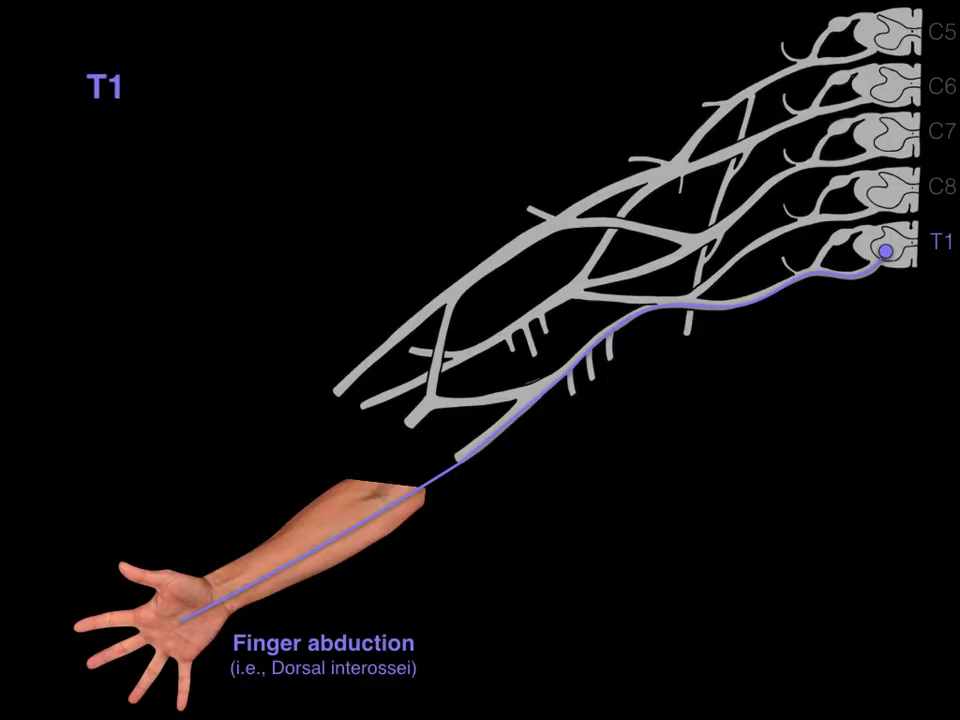 T1
C5
C6
C7
C8
T1
Finger abduction
(i.e., Dorsal interossei)